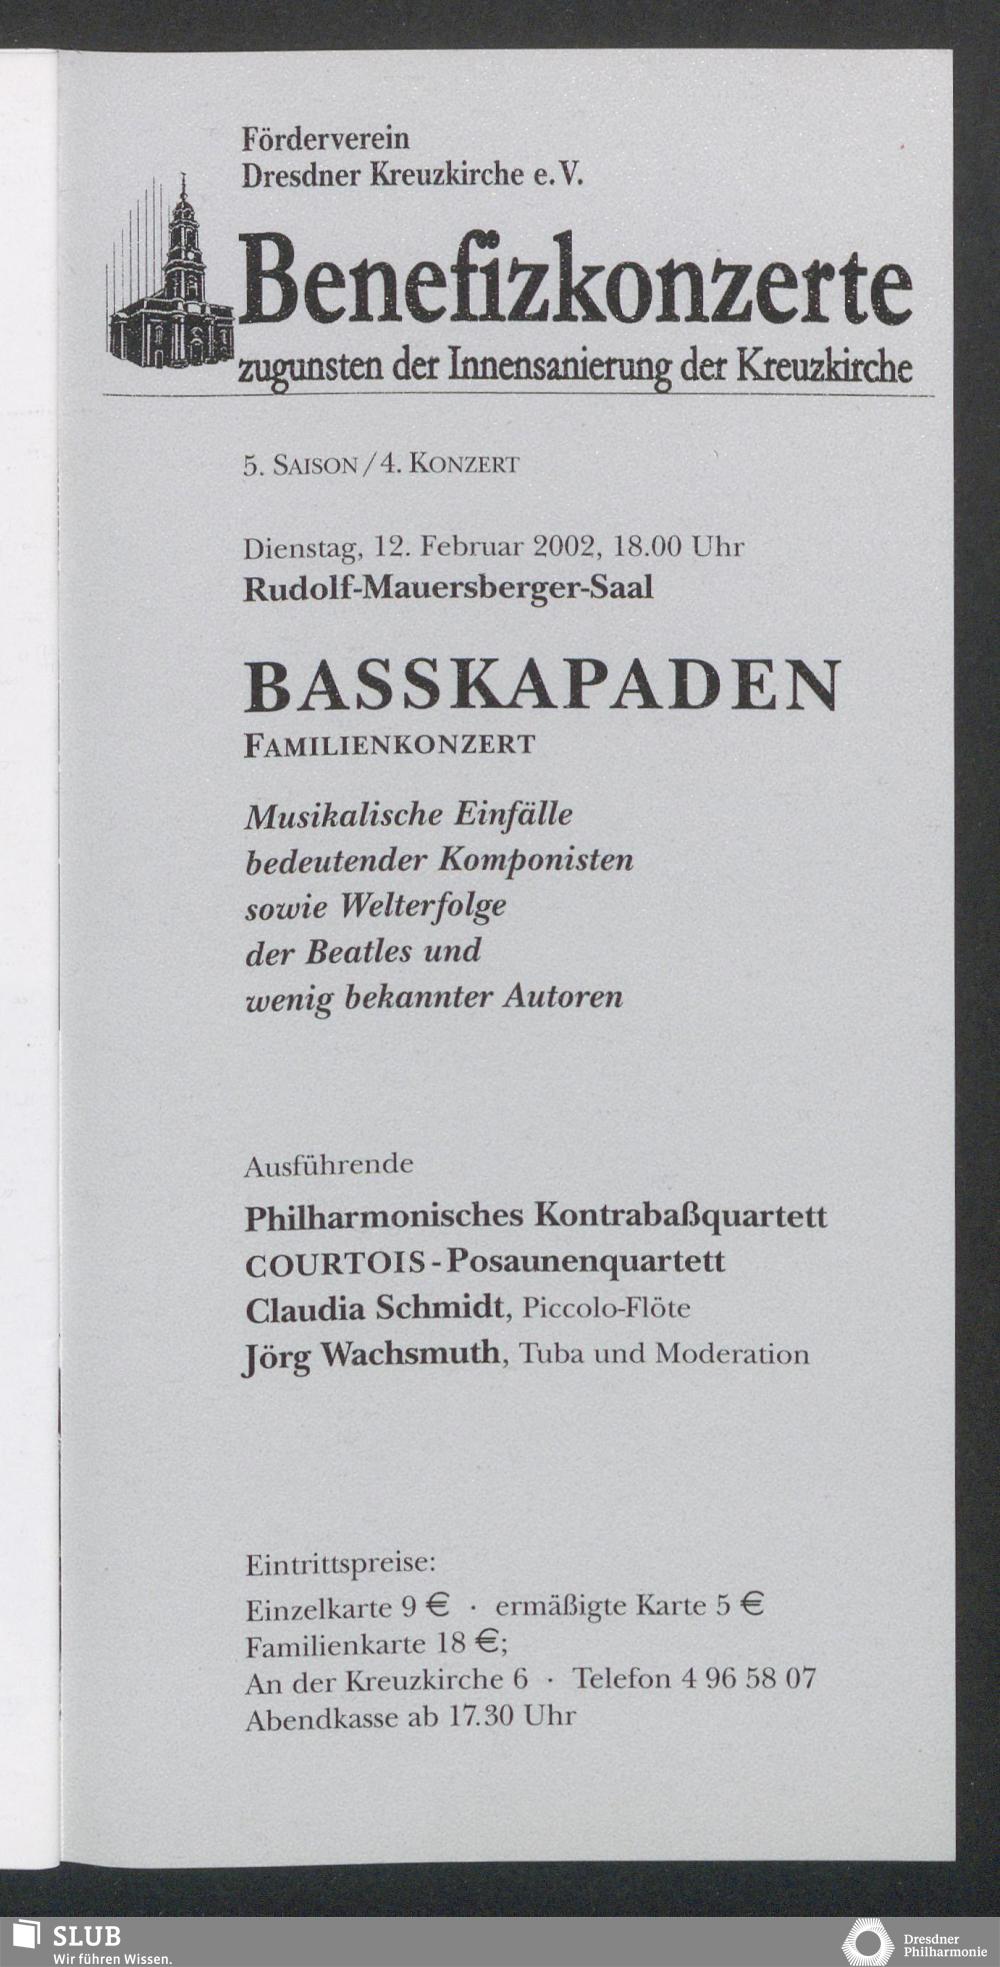 Förderverein
Dresdner Kreuzkirche e. V.
Benefizkonzerte
zugunsten der Innensanierung der Kreuzkirche
5. SAISON / 4. KONZERT
Dienstag, 12. Februar 2002, 18.00 Uhr
Rudolf-Mauersberger-Saal
BASSKAPADEN
FAMILIENKONZERT
Musikalische Einfälle
bedeutender Komponisten
sowie Welterfolge
der Beatles und
wenig bekannter Autoren
Ausführende
Philharmonisches Kontrabaßquartett
COURTOIS - Posaunenquartett
Claudia Schmidt, Piccolo-Flöte
Jörg Wachsmuth, Tuba und Moderation
Eintrittspreise:
Einzelkarte 9 € · ermäßigte Karte 5 €
Familienkarte 18 €;
An der Kreuzkirche 6 · Telefon 4 96 58 07
Abendkasse ab 17.30 Uhr
SLUB
Wir führen Wissen.
Dresdner
Philharmonie